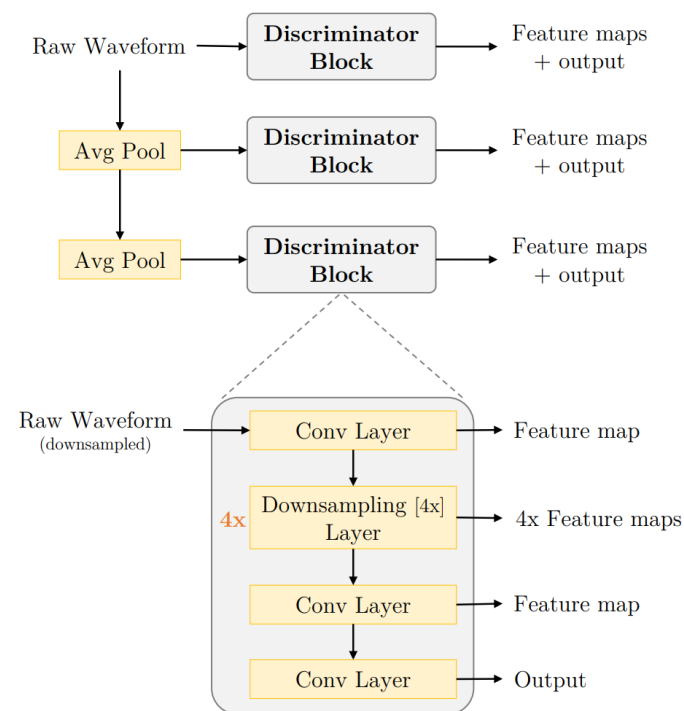 Raw Waveform
Discriminator
Block
Feature maps
+ output
Avg Pool
Discriminator
Block
Feature maps
+ output
Avg Pool
Discriminator
Block
Feature maps
+ output
Raw Waveform
(downsampled)
Conv Layer
Feature map
4x
Downsampling [4x]
Layer
4x Feature maps
Conv Layer
Feature map
Conv Layer
Output